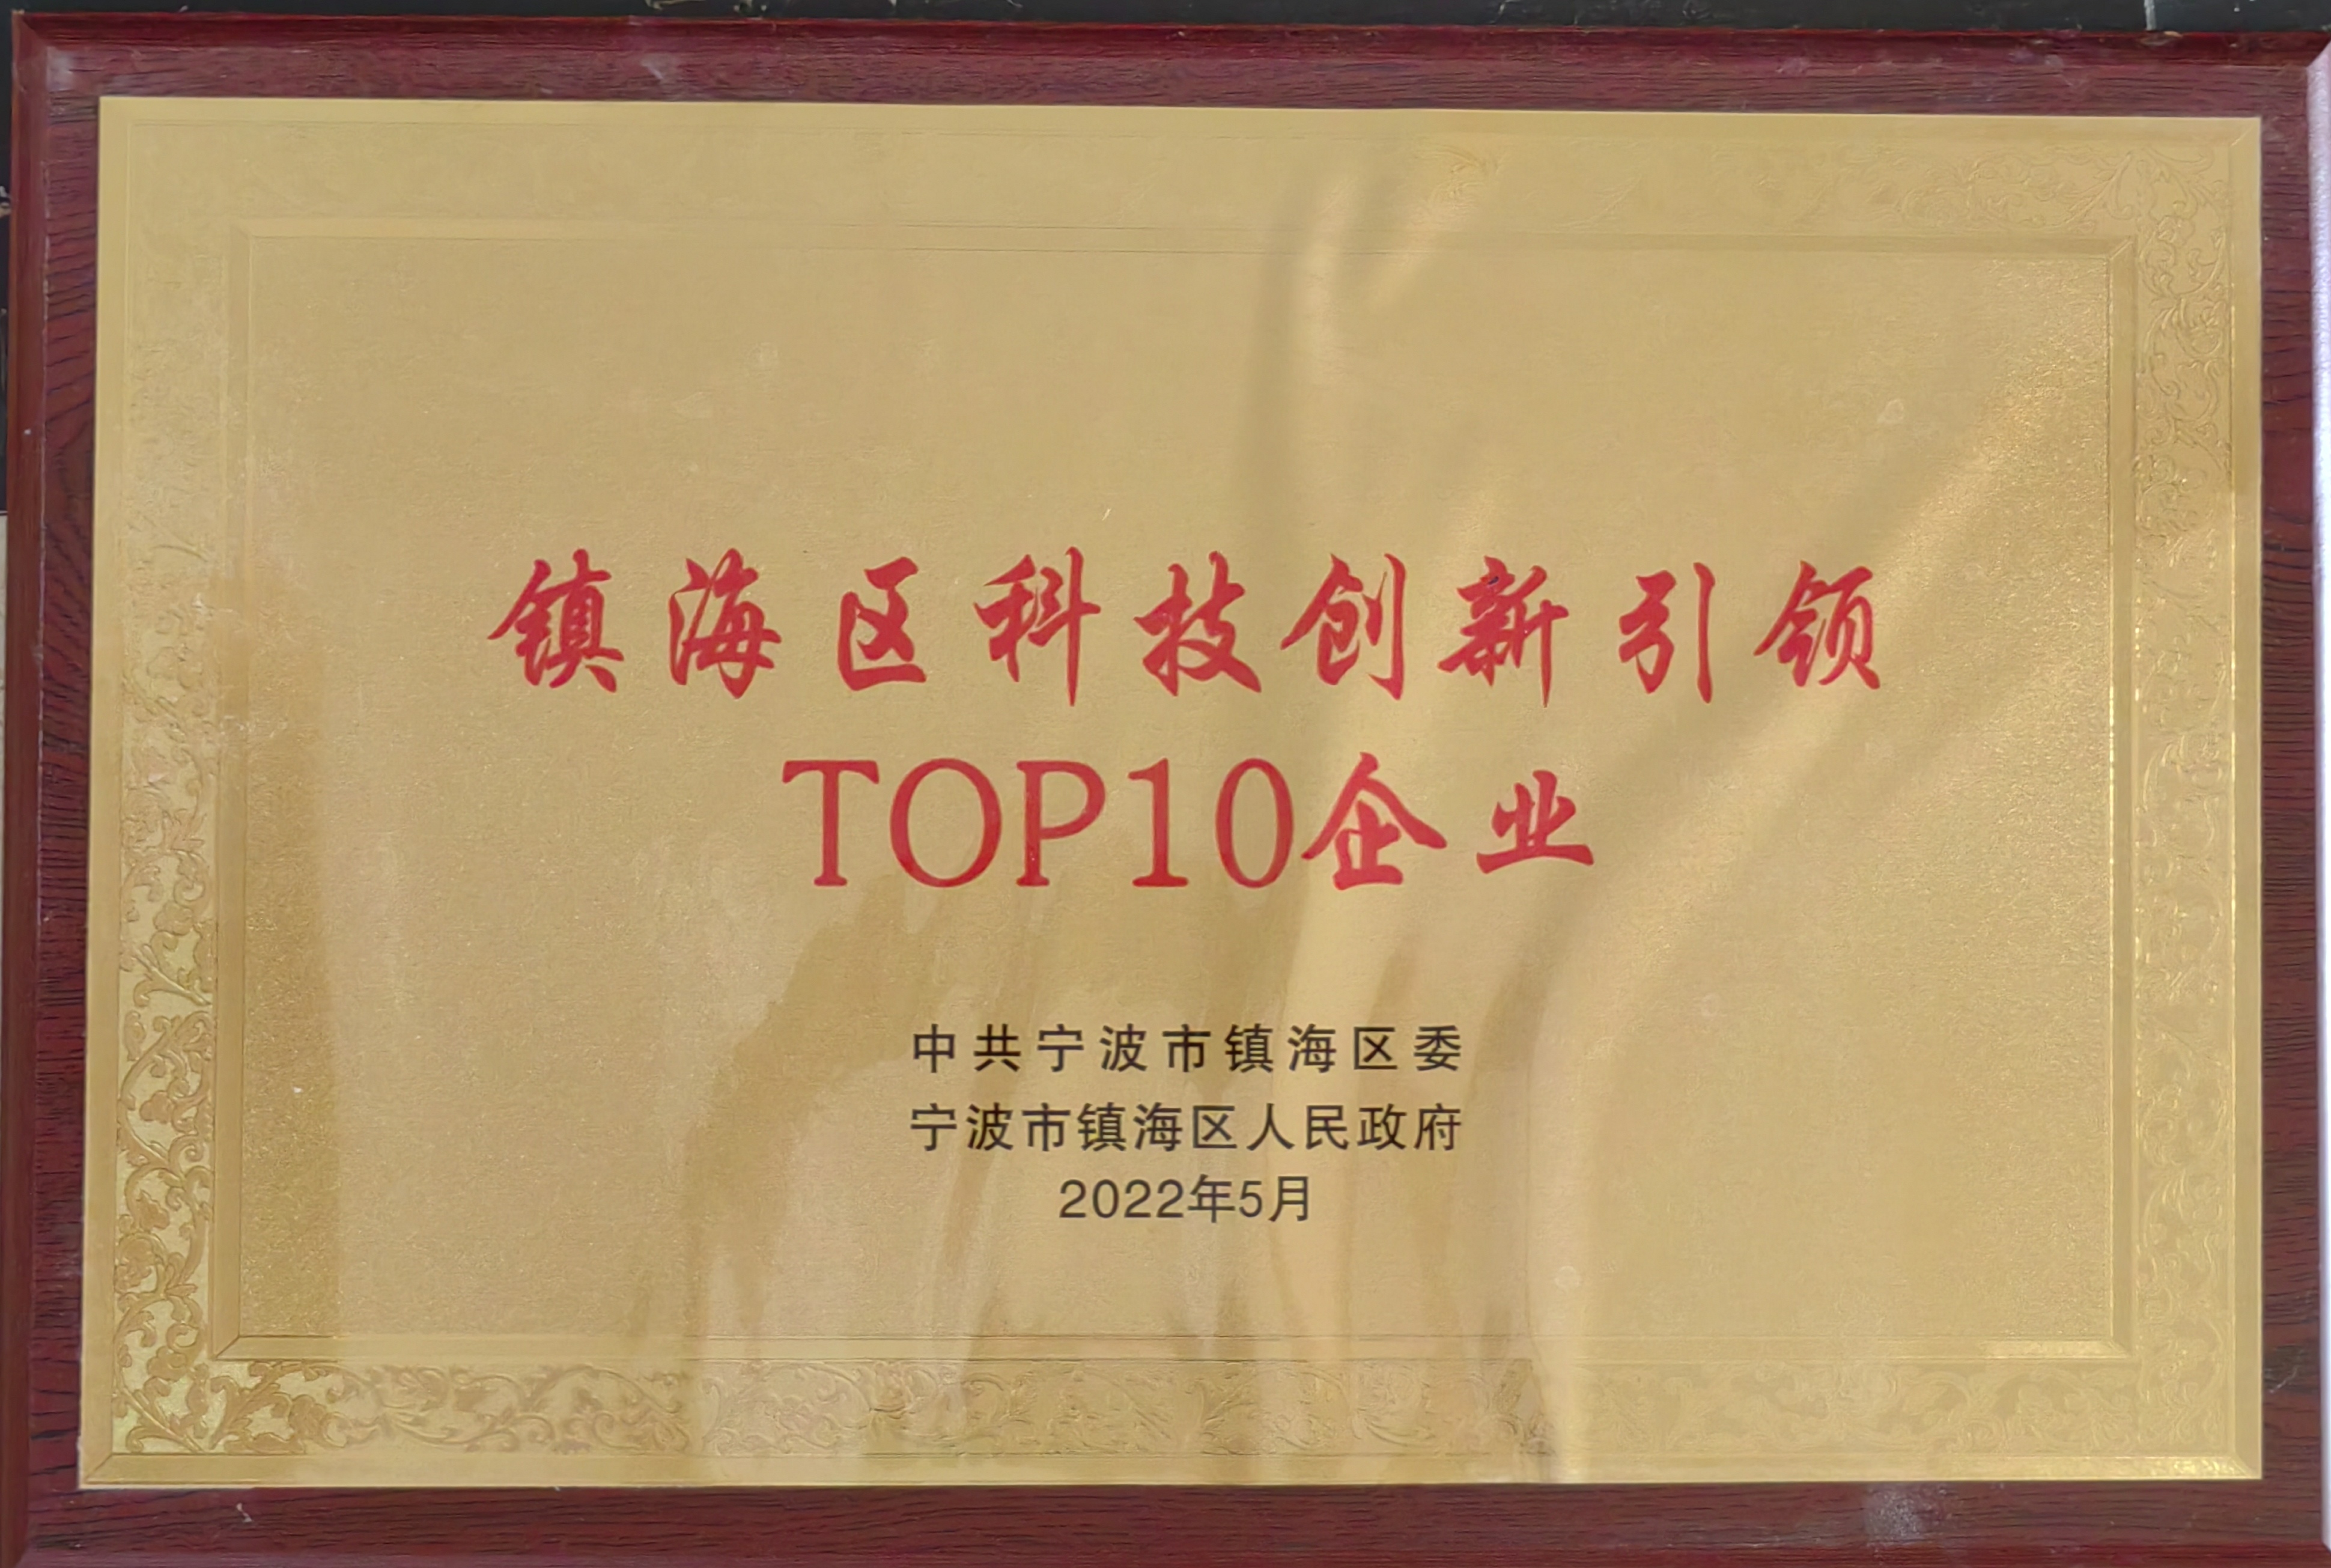 镇海区科技创新引领
TOP10企业
中共宁波市镇海区委
宁波市镇海区人民政府
2022年5月